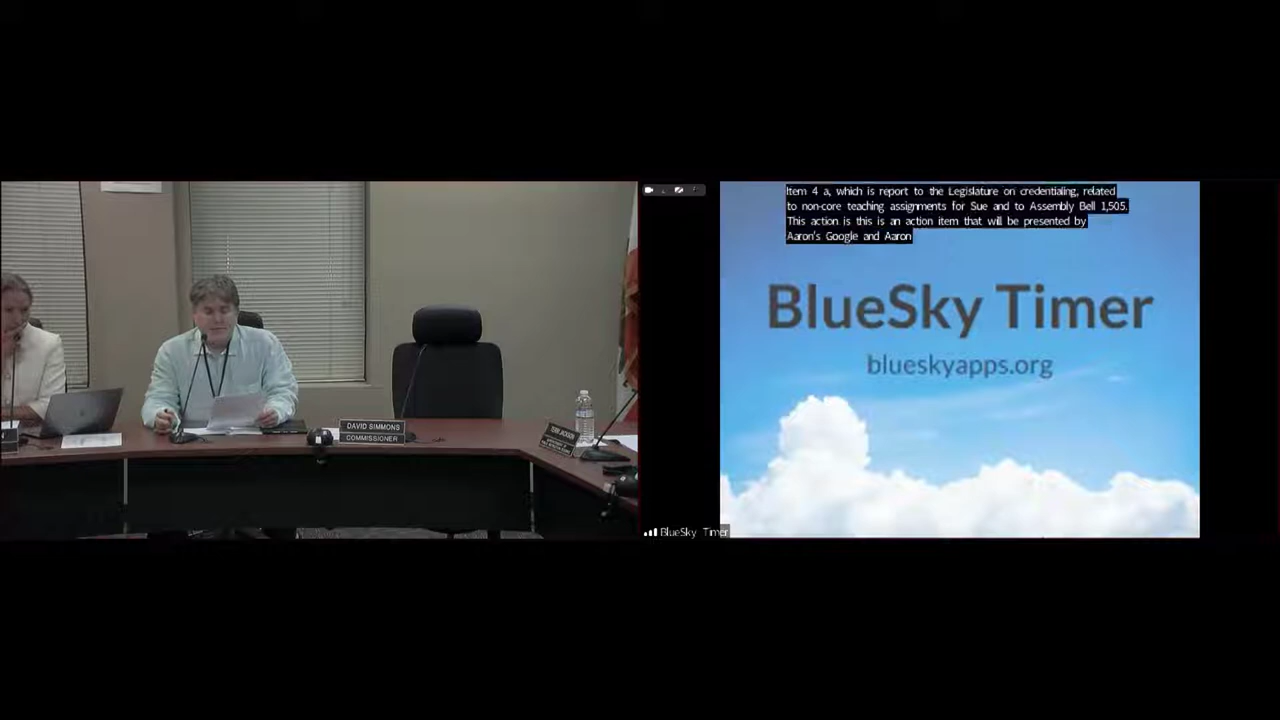 Item 4 a, which is report to the Legislature on credentialing, related
to non-core teaching assignments for Sue and to Assembly Bell 1,505.
This action is this is an action item that will be presented by
Aaron's Google and Aaron
BlueSky Timer
blueskyapps.org
DAVID SIMMONS
COMMISSIONER
BlueSky Timer